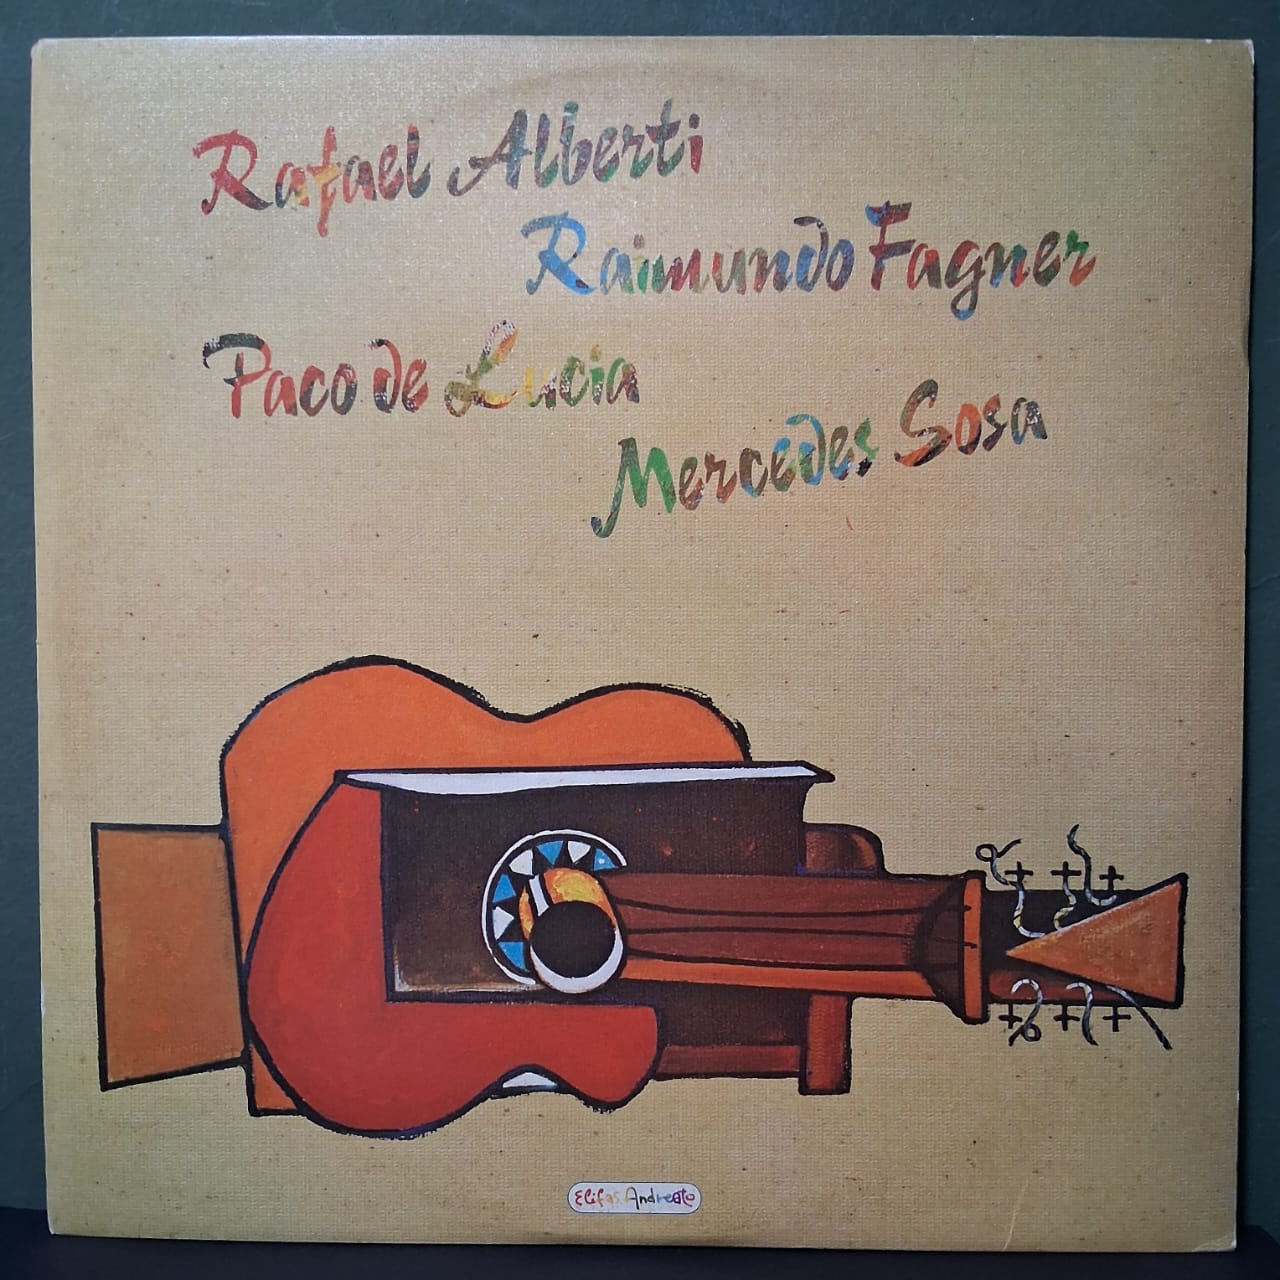 Rafael Alberti
Raimundo Fagner
Paco de Lucia
Mercedes Sosa
Elifas Andreato